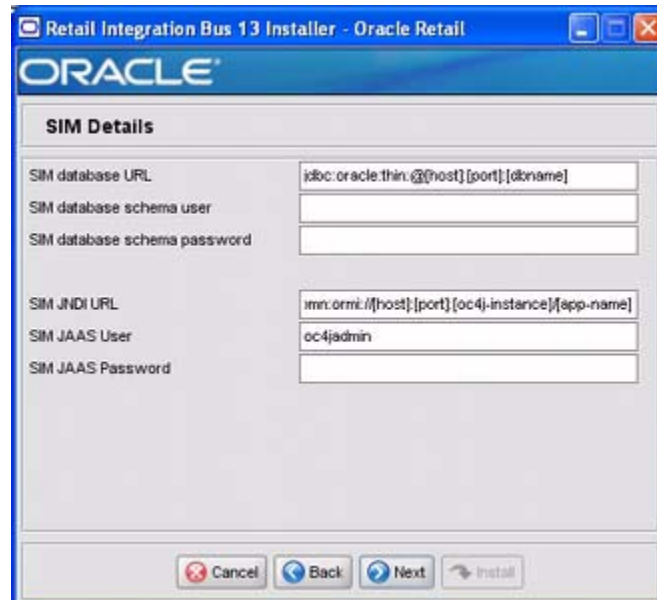 Retail Integration Bus 13 Installer - Oracle Retail
ORACLE
SIM Details
SIM database URL jdbc:oracle:thin:@[host]:[port]:[dbname]
SIM database schema user
SIM database schema password
SIM JNDI URL omn:ormi://[host]:[port]:[oc4j-instance]/[app-name]
SIM JAAS User oc4jadmin
SIM JAAS Password
Cancel Back Next Install